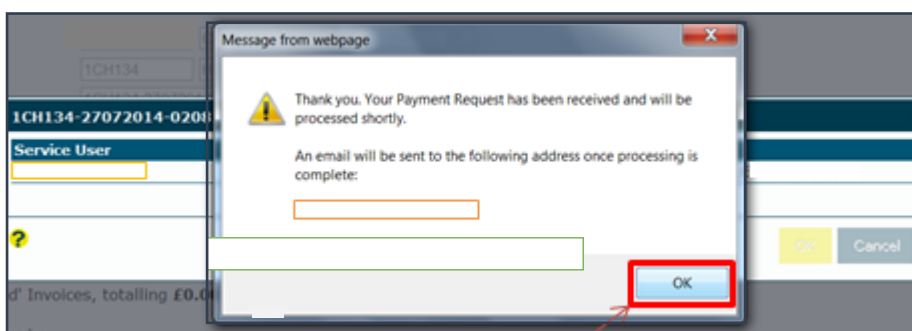 Message from webpage
1CH134
1CH134-27072014-0208
Service User
Thank you. Your Payment Request has been received and will be
processed shortly.
An email will be sent to the following address once processing is
complete:
?
OK
Cancel
OK
d' Invoices, totalling £0.0